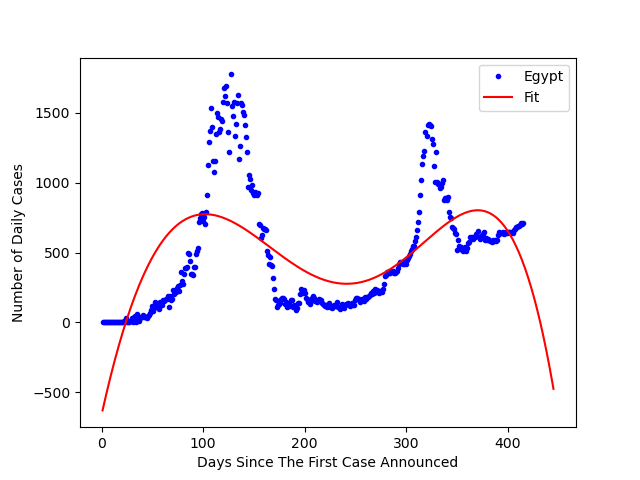 Egypt
Fit
1500
1000
500
0
−500
Number of Daily Cases
0 100 200 300 400
Days Since The First Case Announced